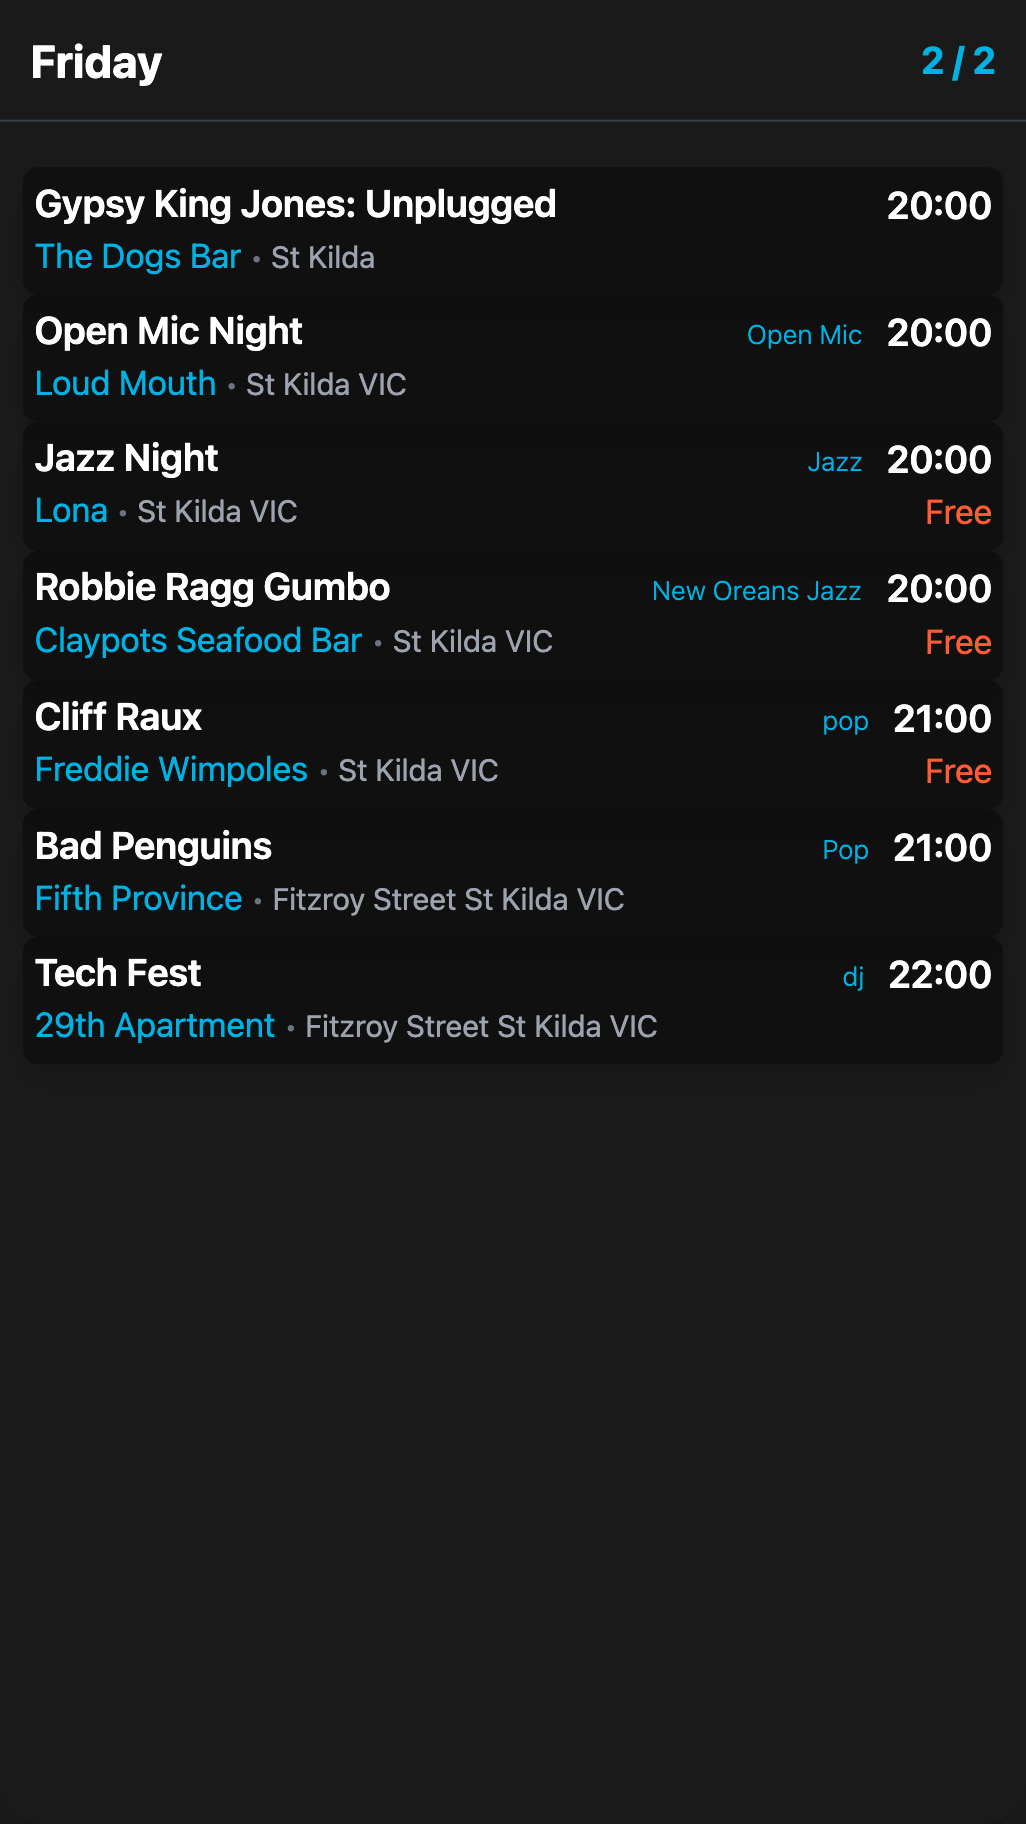 Friday 2 / 2
Gypsy King Jones: Unplugged 20:00
The Dogs Bar • St Kilda
Open Mic Night Open Mic 20:00
Loud Mouth • St Kilda VIC
Jazz Night Jazz 20:00
Lona • St Kilda VIC Free
Robbie Ragg Gumbo New Oreans Jazz 20:00
Claypots Seafood Bar • St Kilda VIC Free
Cliff Raux pop 21:00
Freddie Wimpoles • St Kilda VIC Free
Bad Penguins Pop 21:00
Fifth Province • Fitzroy Street St Kilda VIC
Tech Fest dj 22:00
29th Apartment • Fitzroy Street St Kilda VIC